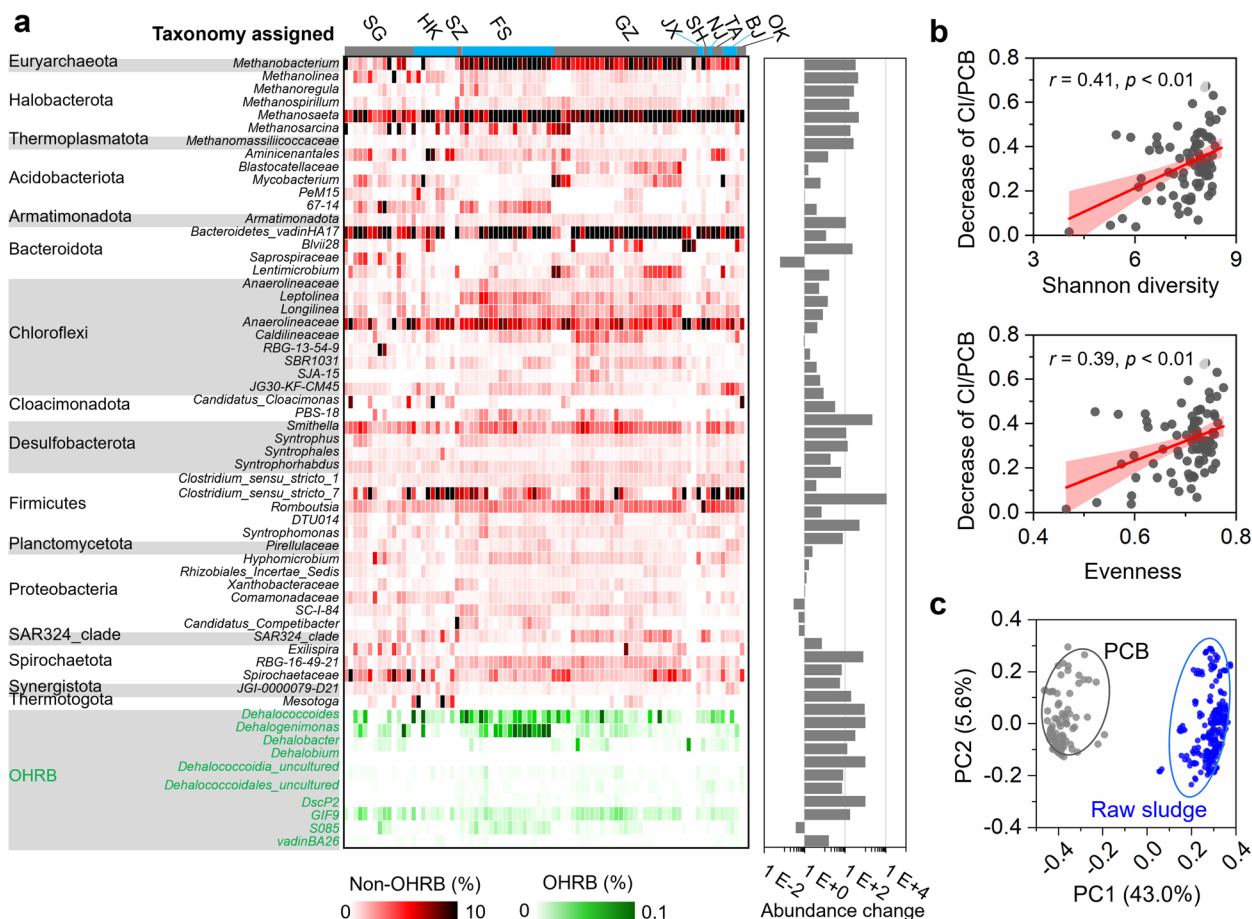 a
Taxonomy assigned
SG HK SZ FS GZ JX SH NJ TA BJ OK
Euryarchaeota
Halobacterota
Thermoplasmatota
Acidobacteriota
Armatimonadota
Bacteroidota
Chloroflexi
Cloacimonadota
Desulfobacterota
Firmicutes
Planctomycetota
Proteobacteria
SAR324_clade
Spirochaetota
Synergistota
Thermotogota
OHRB
Methanobacterium
Methanolinea
Methanoregula
Methanospirillum
Methanosaeta
Methanosarcina
Methanomassiliicoccaceae
Aminicenantales
Blastocatellaceae
Mycobacterium
PeM15
67-14
Armatimonadota
Bacteroidetes_vadinHA17
Blvii28
Saprospiraceae
Lentimicrobium
Anaerolineaceae
Leptolinea
Longilinea
Anaerolineaceae
Caldilineaceae
RBG-13-54-9
SBR1031
SJA-15
JG30-KF-CM45
Candidatus_Cloacimonas
PBS-18
Smithella
Syntrophus
Syntrophales
Syntrophorhabdus
Clostridium_sensu_stricto_1
Clostridium_sensu_stricto_7
Romboutsia
DTU014
Syntrophomonas
Pirellulaceae
Hyphomicrobium
Rhizobiales_Incertae_Sedis
Xanthobacteraceae
Comamonadaceae
SC-I-84
Candidatus_Competibacter
SAR324_clade
Exilispira
RBG-16-49-21
Spirochaetaceae
JGI-0000079-D21
Mesotoga
Dehalococcoides
Dehalogenimonas
Dehalobacter
Dehalobium
Dehalococcoidia_uncultured
Dehalococcoidales_uncultured
DscP2
GIF9
S085
vadinBA26
Non-OHRB (%)
0 10
OHRB (%)
0 0.1
1 E-2 1 E+0 1 E+2 1 E+4
Abundance change
b
r = 0.41, p < 0.01
Decrease of Cl/PCB
0.8
0.6
0.4
0.2
0.0
3 6 9
Shannon diversity
r = 0.39, p < 0.01
Decrease of Cl/PCB
0.8
0.6
0.4
0.2
0.0
0.4 0.6 0.8
Evenness
c
PCB
Raw sludge
PC2 (5.6%)
0.4
0.2
0.0
-0.2
-0.4
-0.4 -0.2 0.0 0.2 0.4
PC1 (43.0%)